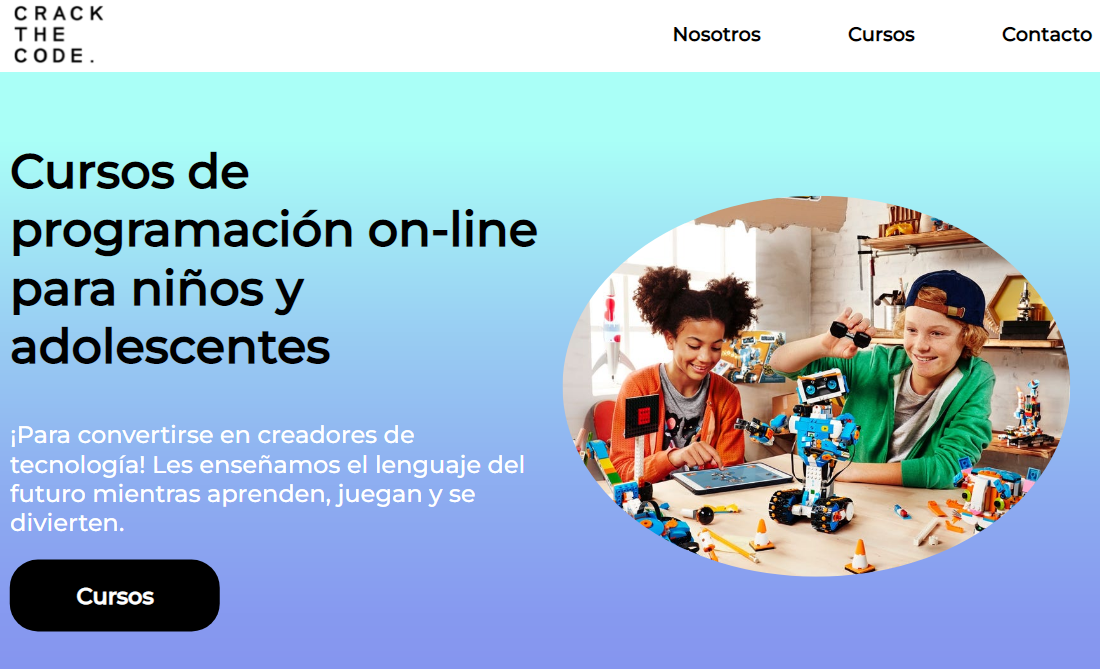 CRACK
THE
CODE.
Nosotros
Cursos
Contacto
Cursos de
programación on-line
para niños y
adolescentes
¡Para convertirse en creadores de
tecnología! Les enseñamos el lenguaje del
futuro mientras aprenden, juegan y se
divierten.
Cursos